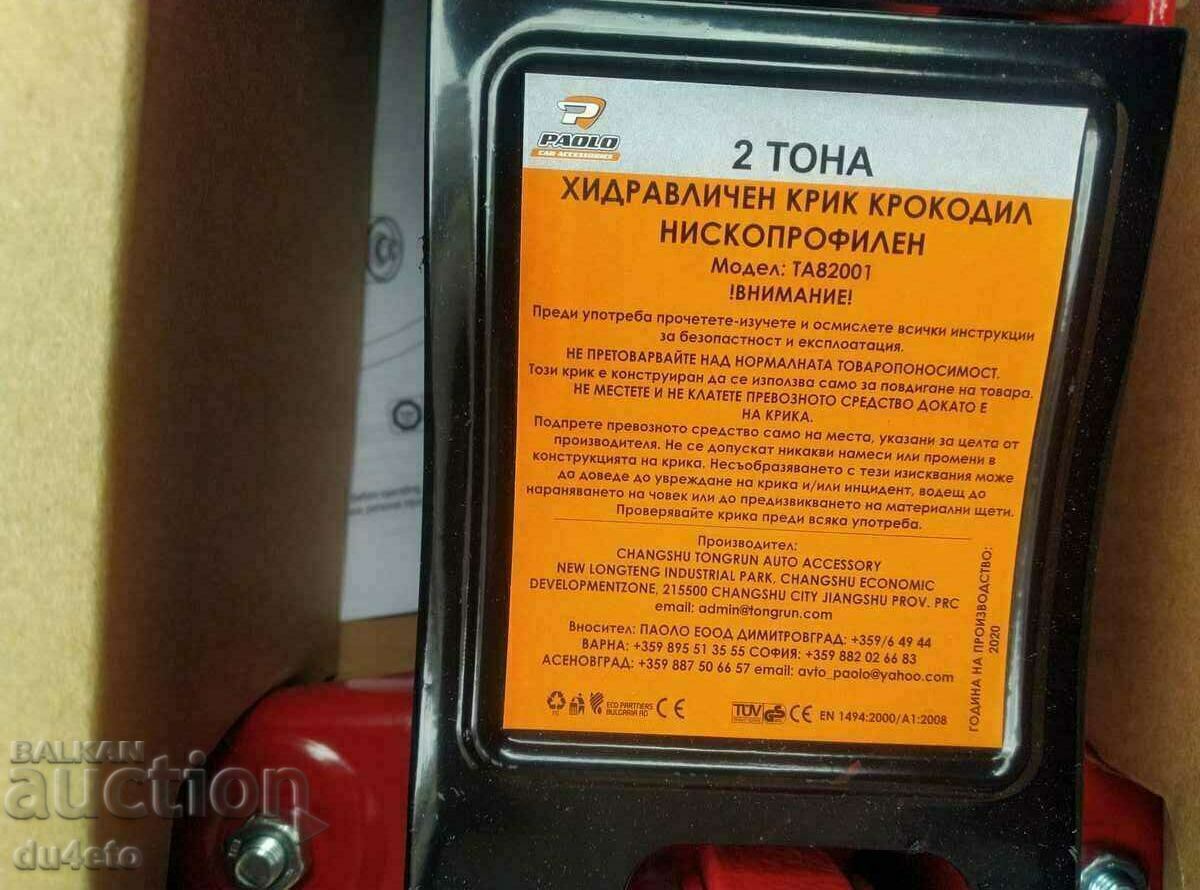 PAOLO
CAR ACCESSORIES
2 ТОНА
ХИДРАВЛИЧЕН КРИК КРОКОДИЛ
НИСКОПРОФИЛЕН
Модел: TA82001
!ВНИМАНИЕ!
Преди употреба прочетете-изучете и осмислете всички инструкции
за безопастност и експлоатация.
НЕ ПРЕТОВАРВАЙТЕ НАД НОРМАЛНАТА ТОВАРОПОНОСИМОСТ.
Този крик е конструиран да се използва само за повдигане на товара.
НЕ МЕСТЕТЕ И НЕ КЛАТЕТЕ ПРЕВОЗНОТО СРЕДСТВО ДОКАТО Е
НА КРИКА.
Подпрете превозното средство само на места, указани за целта от
производителя. Не се допускат никакви намеси или промени в
конструкцията на крика. Несъобразяването с тези изисквания може
да доведе до увреждане на крика и/или инцидент, водещ до
нараняването на човек или до предизвикването на материални щети.
Проверявайте крика преди всяка употреба.
Производител:
CHANGSHU TONGRUN AUTO ACCESSORY
NEW LONGTENG INDUSTRIAL PARK, CHANGSHU ECONOMIC
DEVELOPMENTZONE, 215500 CHANGSHU CITY JIANGSHU PROV. PRC
email: admin@tongrun.com
Вносител: ПАОЛО ЕООД ДИМИТРОВГРАД: +359/6 49 44
ВАРНА: +359 895 51 35 55 СОФИЯ: +359 882 02 66 83
АСЕНОВГРАД: +359 887 50 66 57 email: avto_paolo@yahoo.com
ECO PARTNERS
BULGARIA AD
CE
TUV GS CE EN 1494:2000/A1:2008
ГОДИНА НА ПРОИЗВОДСТВО:
2020
BALKAN
auction
du4eto